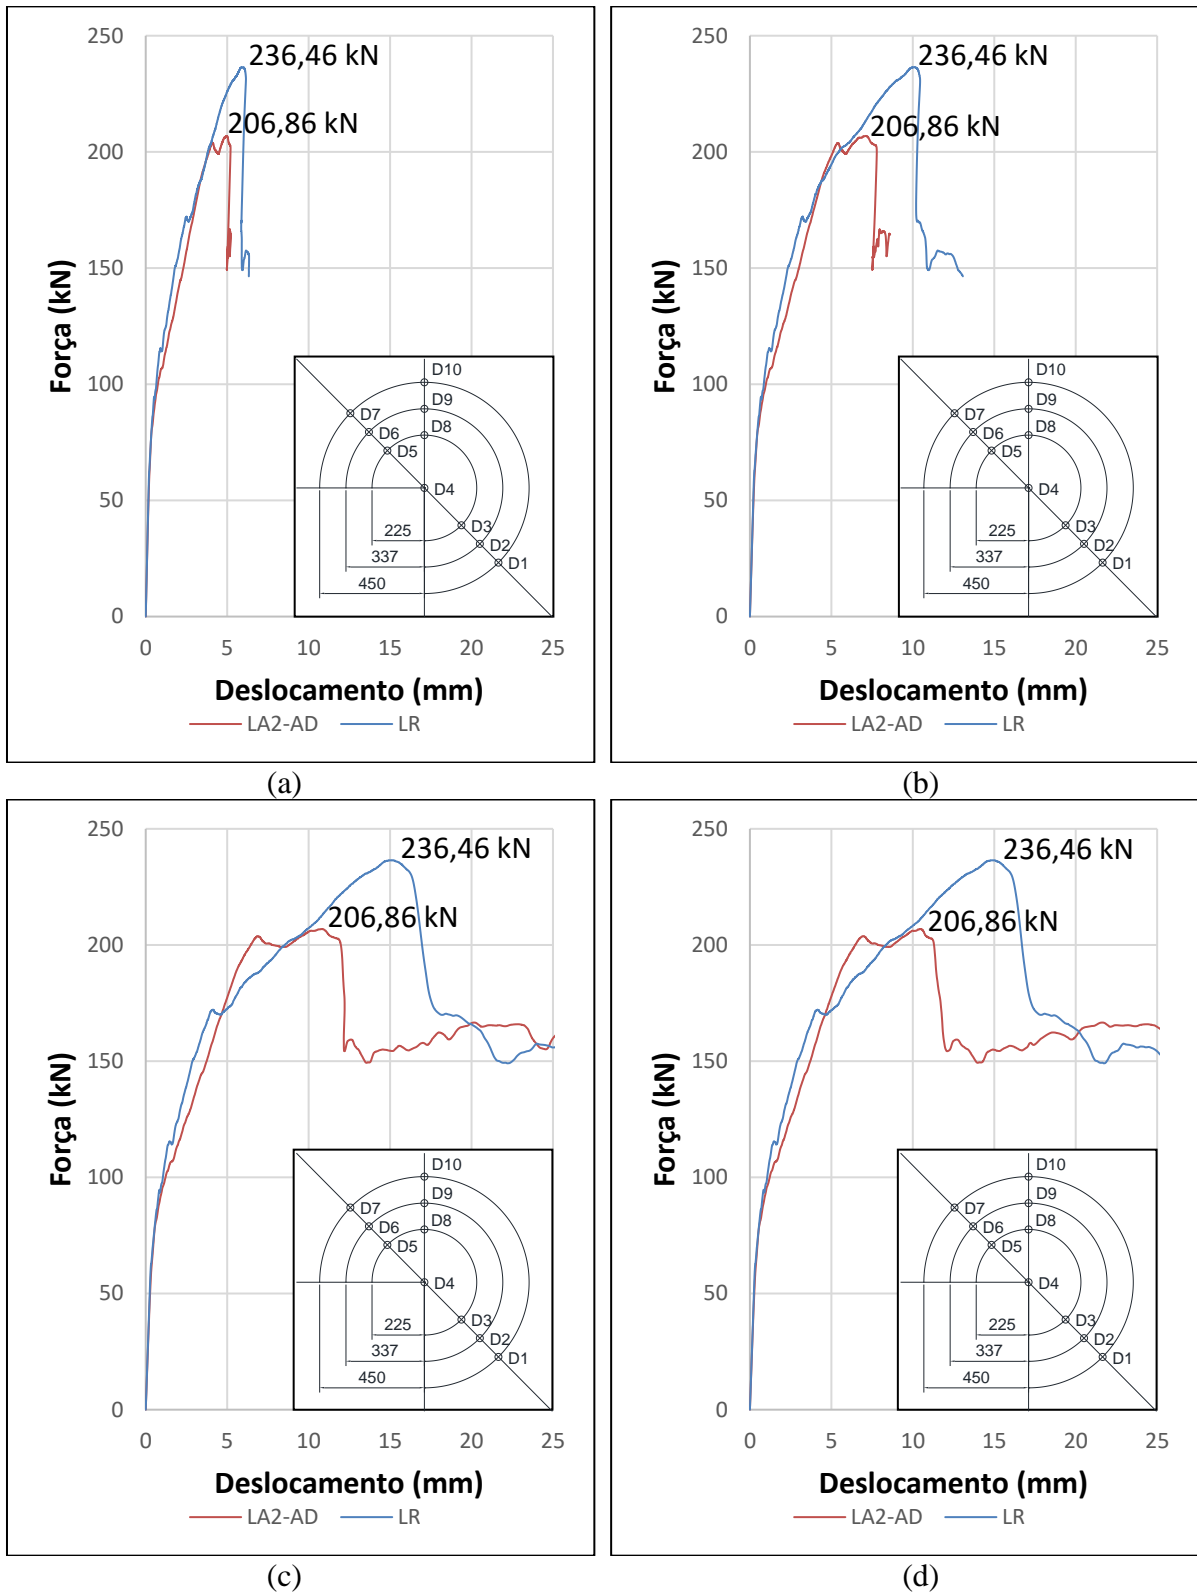 250
200
150
100
50
0
Força (kN)
236,46 kN
206,86 kN
D10
D9
D8
D7
D6
D5
D4
D3
D2
D1
225
337
450
0 5 10 15 20 25
Deslocamento (mm)
LA2-AD LR
(a)
250
200
150
100
50
0
Força (kN)
236,46 kN
206,86 kN
D10
D9
D8
D7
D6
D5
D4
D3
D2
D1
225
337
450
0 5 10 15 20 25
Deslocamento (mm)
LA2-AD LR
(b)
250
200
150
100
50
0
Força (kN)
236,46 kN
206,86 kN
D10
D9
D8
D7
D6
D5
D4
D3
D2
D1
225
337
450
0 5 10 15 20 25
Deslocamento (mm)
LA2-AD LR
(c)
250
200
150
100
50
0
Força (kN)
236,46 kN
206,86 kN
D10
D9
D8
D7
D6
D5
D4
D3
D2
D1
225
337
450
0 5 10 15 20 25
Deslocamento (mm)
LA2-AD LR
(d)